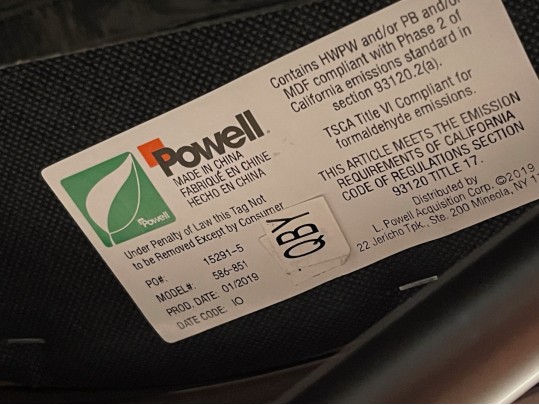 Powell
Powell
MADE IN CHINA
FABRIQUÉ EN CHINE
HECHO EN CHINA
Under Penalty of Law this Tag Not
to be Removed Except by Consumer
PO#: 15291-5
MODEL#: 586-851
PROD. DATE: 01/2019
DATE CODE: IO
QBY
Contains HWPW and/or PB and/or
MDF compliant with Phase 2 of
California emissions standard in
section 93120.2(a).
TSCA Title VI Compliant for
formaldehyde emissions.
THIS ARTICLE MEETS THE EMISSION
REQUIREMENTS OF CALIFORNIA
CODE OF REGULATIONS SECTION
93120 TITLE 17.
Distributed by
L. Powell Acquisition Corp. ©2019
22 Jericho Tpk., Ste. 200 Mineola, NY